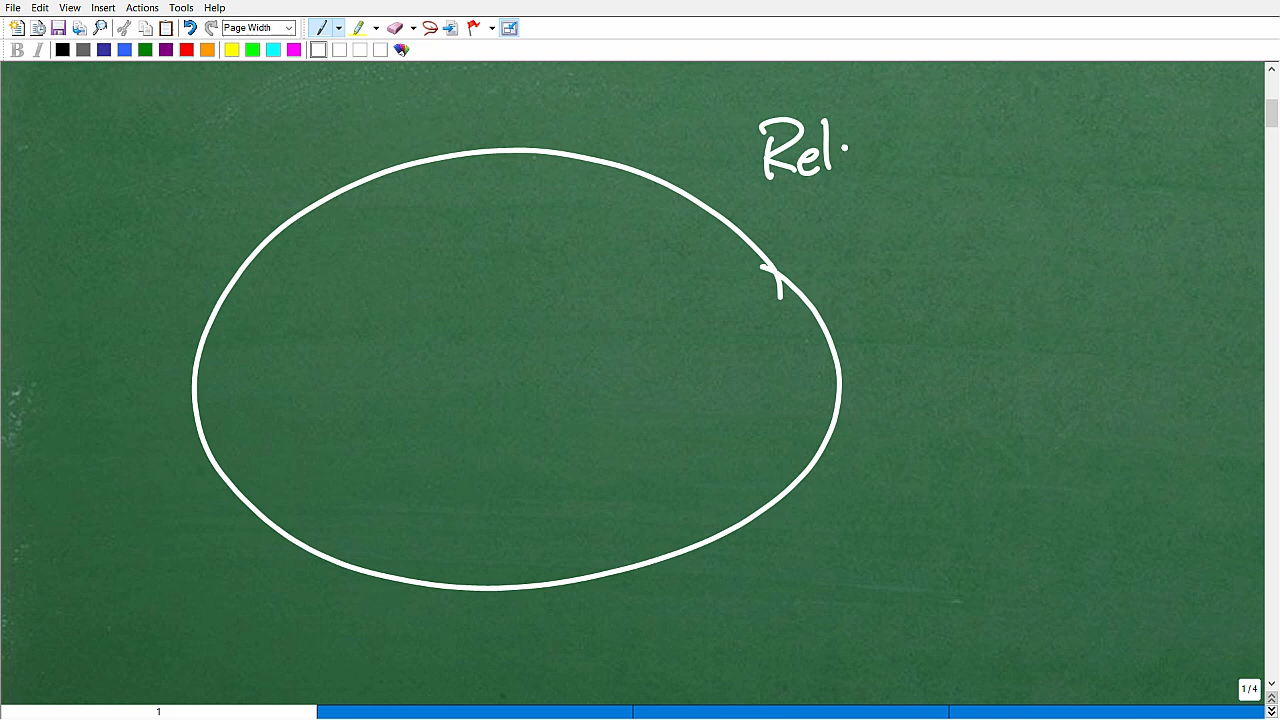 File Edit View Insert Actions Tools Help
Page Width
B I
Rel.
1/4
1